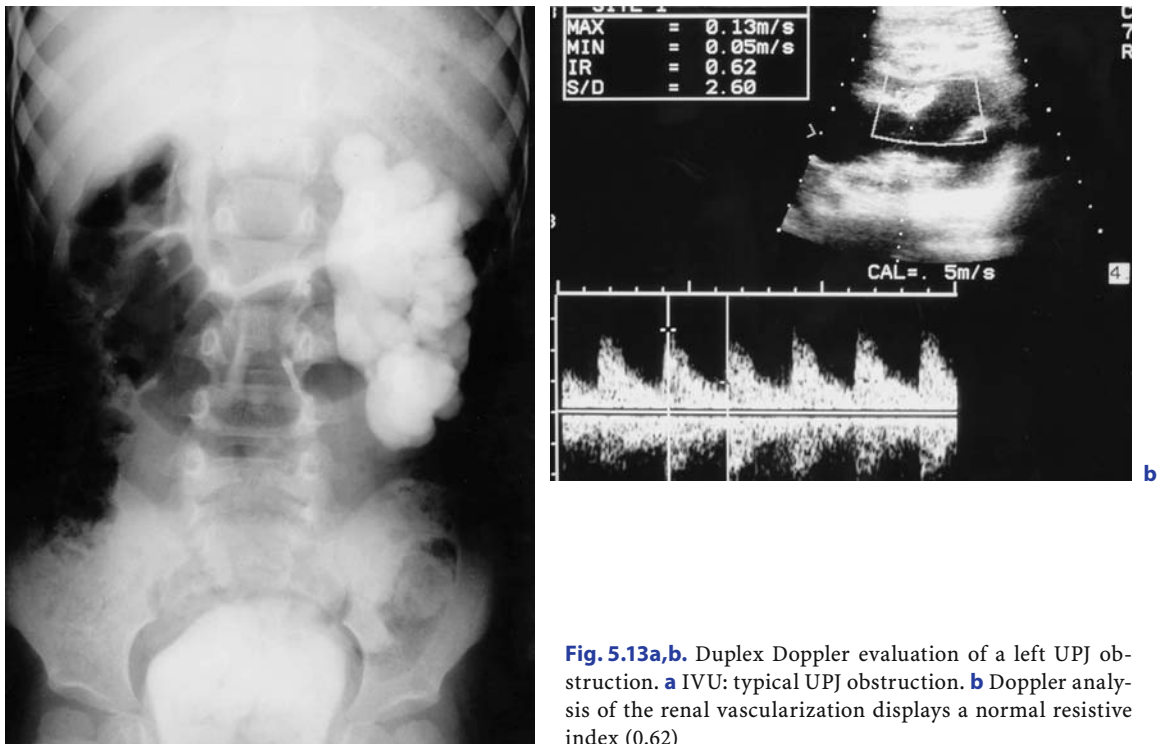 MAX = 0.13m/s
MIN = 0.05m/s
IR = 0.62
S/D = 2.60
C
7
R
CAL=. 5m/s
4
b
Fig. 5.13a,b. Duplex Doppler evaluation of a left UPJ ob-
struction. a IVU: typical UPJ obstruction. b Doppler analy-
sis of the renal vascularization displays a normal resistive
index (0.62)